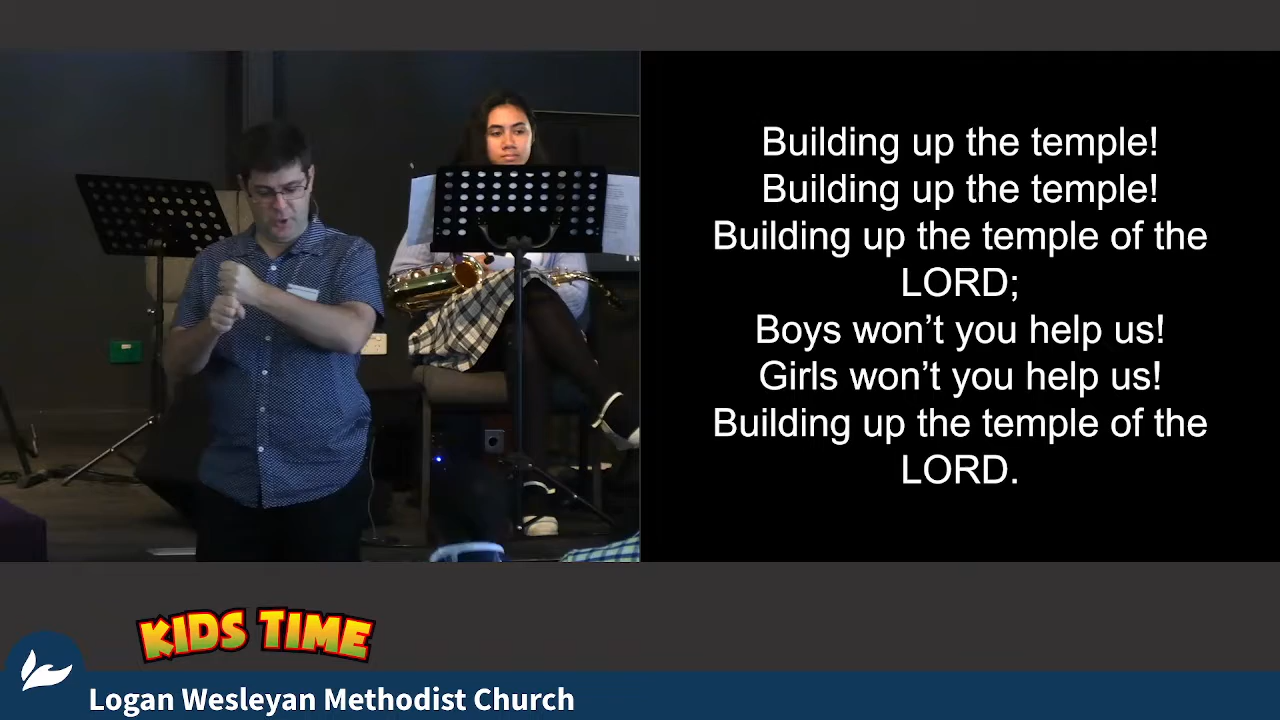 Building up the temple!
Building up the temple!
Building up the temple of the
LORD;
Boys won’t you help us!
Girls won’t you help us!
Building up the temple of the
LORD.
KIDS TIME
Logan Wesleyan Methodist Church